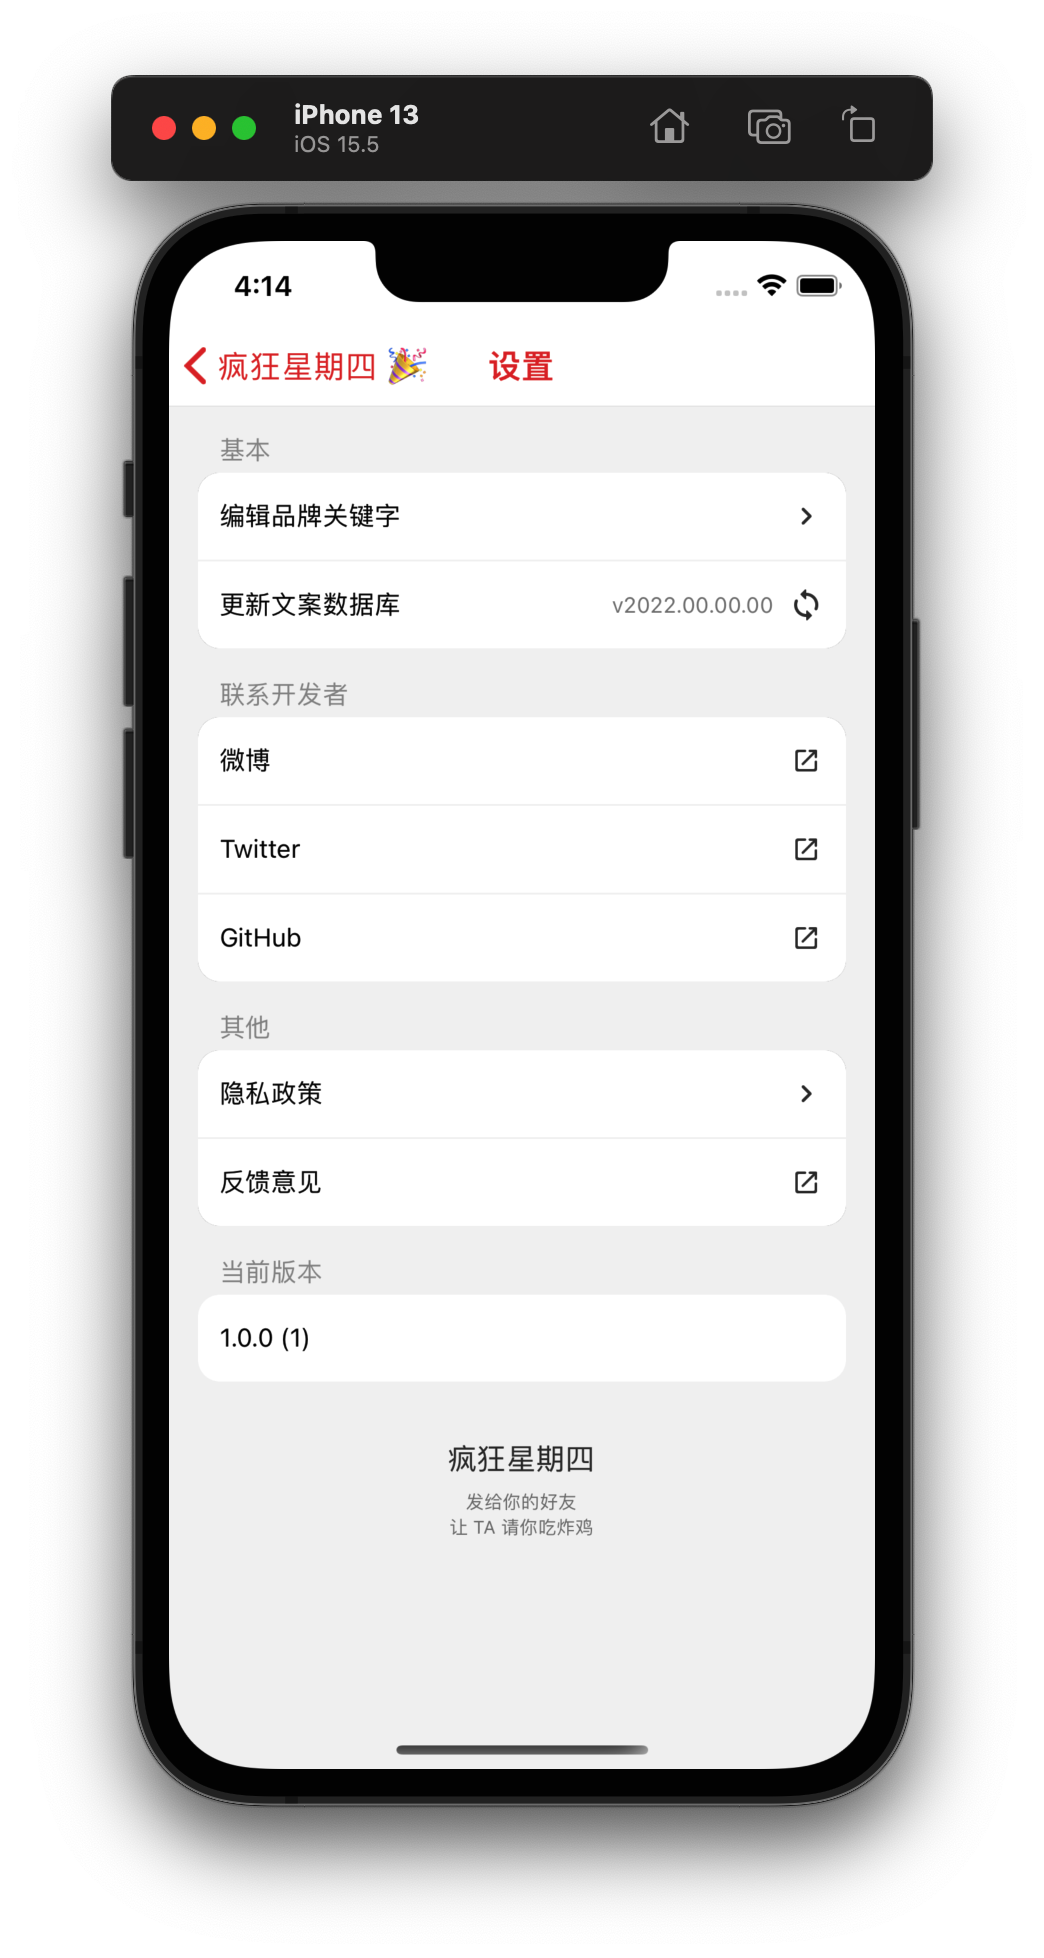 iPhone 13
iOS 15.5
4:14
疯狂星期四 🎉 设置
基本
编辑品牌关键字
更新文案数据库 v2022.00.00.00
联系开发者
微博
Twitter
GitHub
其他
隐私政策
反馈意见
当前版本
1.0.0 (1)
疯狂星期四
发给你的好友
让 TA 请你吃炸鸡